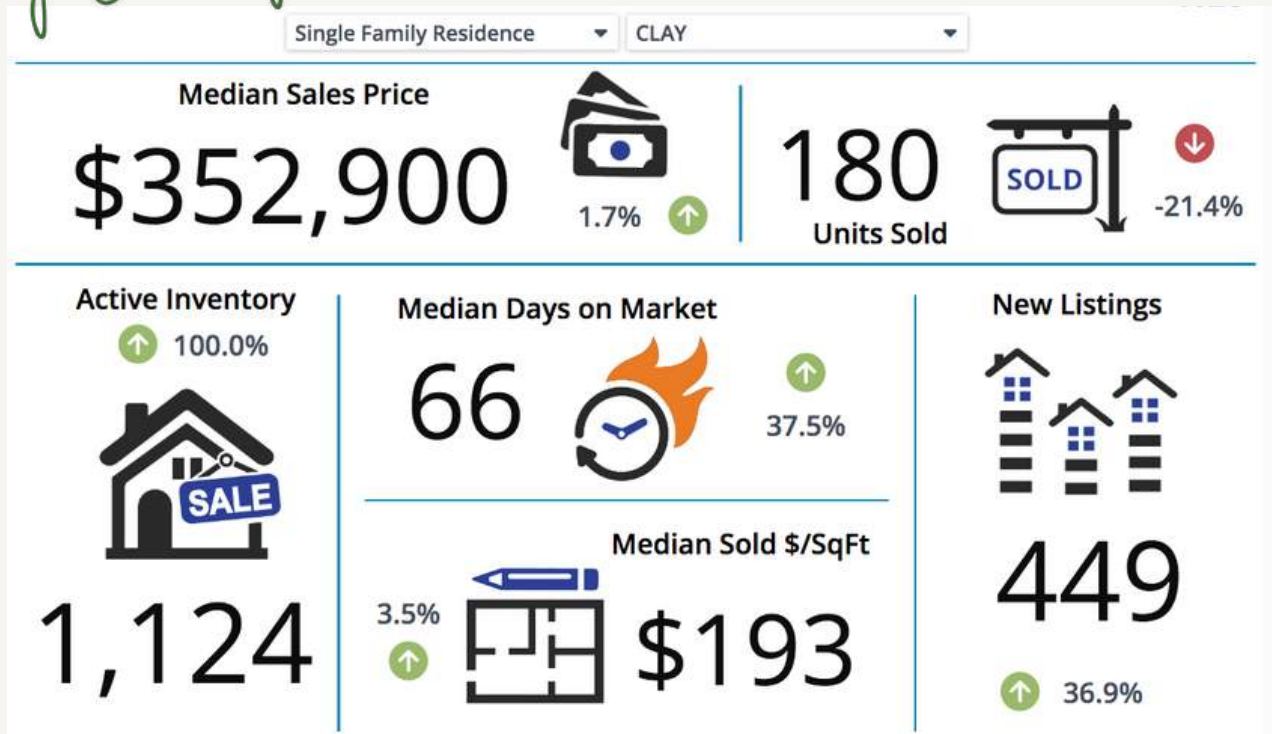 Single Family Residence
CLAY
Median Sales Price
$352,900
1.7%
180
Units Sold
SOLD
-21.4%
Active Inventory
100.0%
SALE
1,124
Median Days on Market
66
37.5%
Median Sold $/SqFt
3.5%
$193
New Listings
449
36.9%